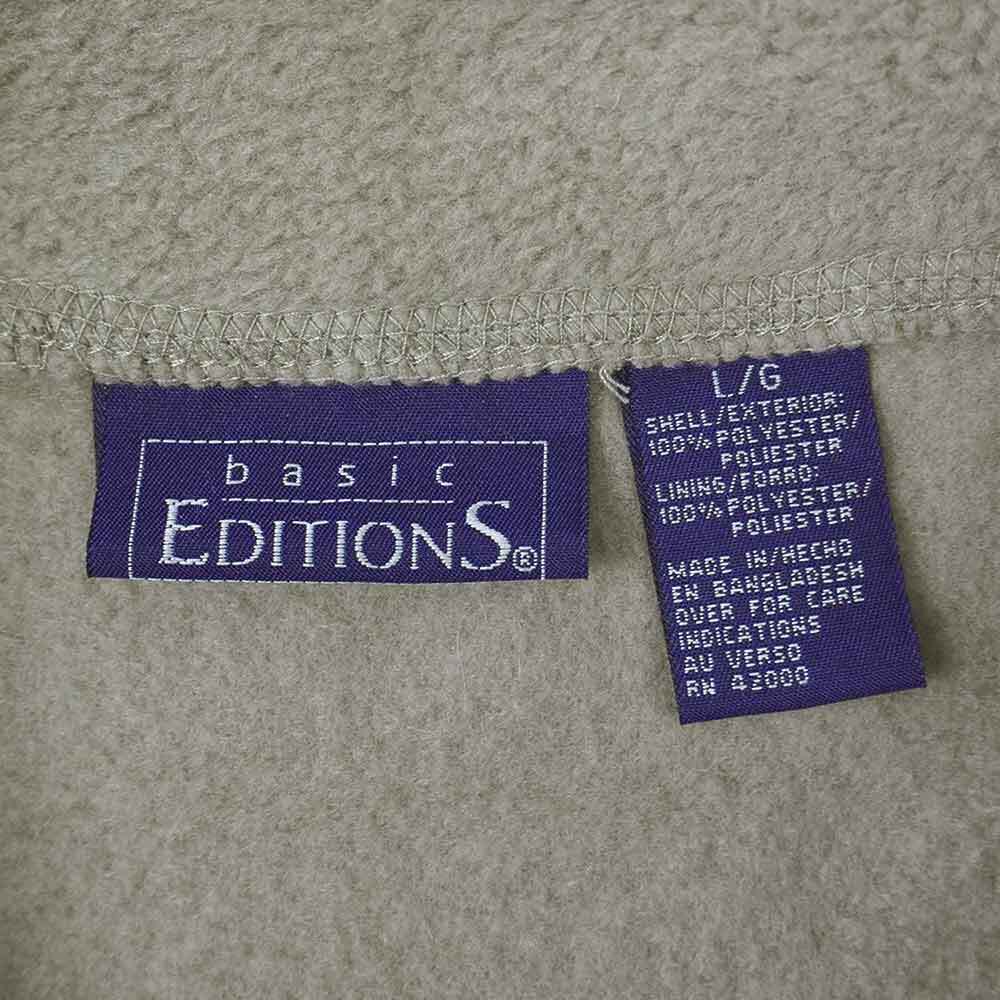 basic
EDITIONS®
L/G
SHELL/EXTERIOR:
100% POLYESTER/
POLIESTER
LINING/FORRO:
100% POLYESTER/
POLIESTER
MADE IN/HECHO
EN BANGLADESH
OVER FOR CARE
INDICATIONS
AU VERSO
RN 42000